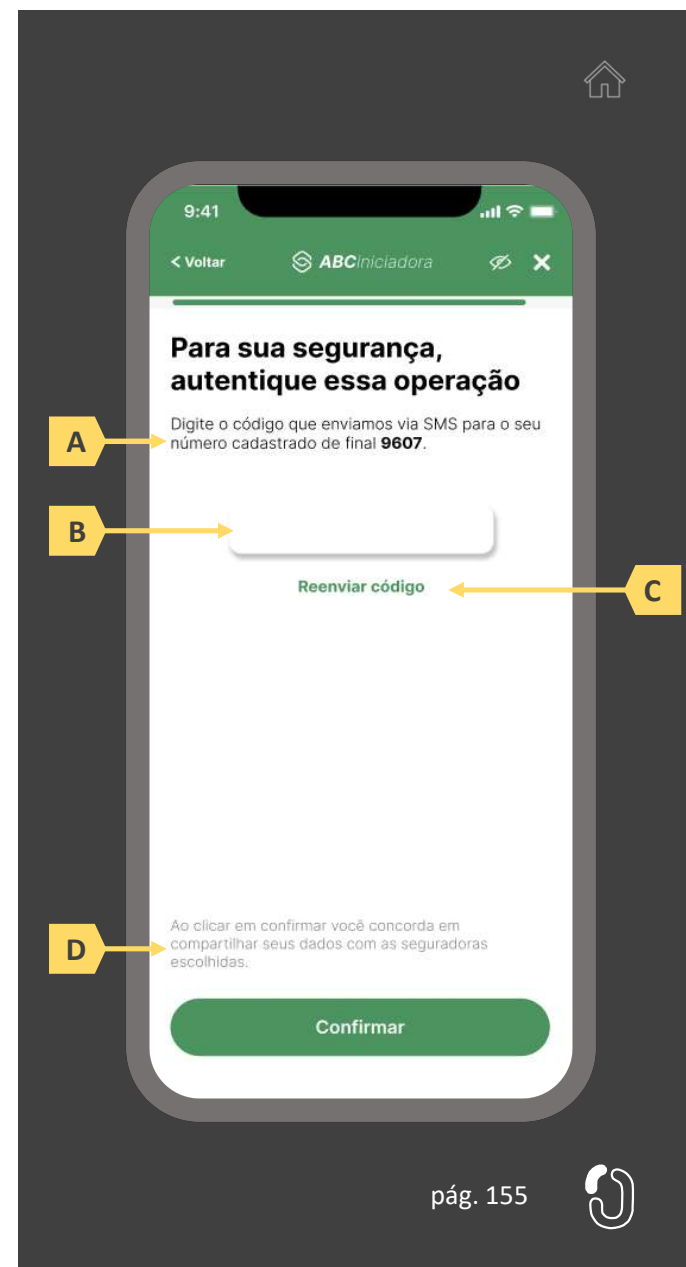 9:41
< Voltar
ABCiniciadora
Para sua segurança,
autentique essa operação
A
Digite o código que enviamos via SMS para o seu
número cadastrado de final 9607.
B
Reenviar código
C
D
Ao clicar em confirmar você concorda em
compartilhar seus dados com as seguradoras
escolhidas.
Confirmar
pág. 155